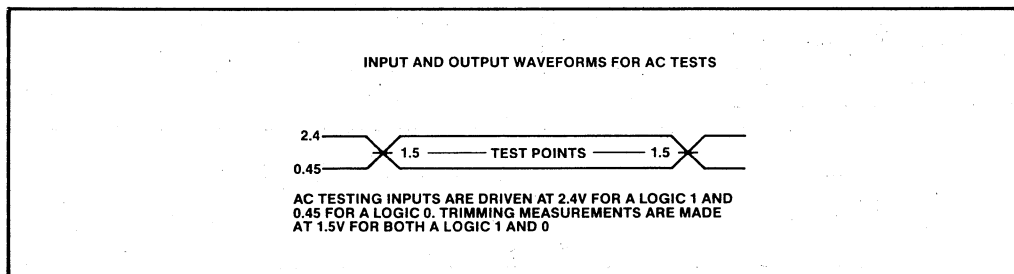 INPUT AND OUTPUT WAVEFORMS FOR AC TESTS
2.4
1.5 TEST POINTS 1.5
0.45
AC TESTING INPUTS ARE DRIVEN AT 2.4V FOR A LOGIC 1 AND
0.45 FOR A LOGIC 0. TRIMMING MEASUREMENTS ARE MADE
AT 1.5V FOR BOTH A LOGIC 1 AND 0